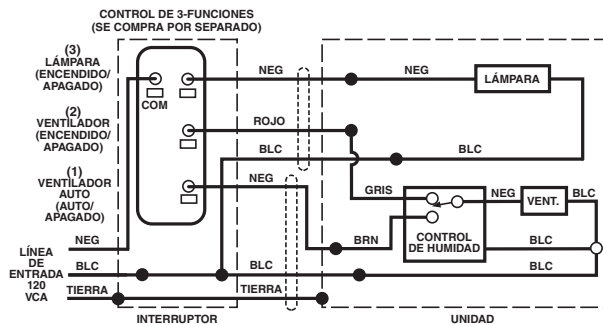 CONTROL DE 3-FUNCIONES
(SE COMPRA POR SEPARADO)
(3)
LÁMPARA
(ENCENDIDO/
APAGADO)
(2)
VENTILADOR
(ENCENDIDO/
APAGADO)
(1)
VENTILADOR
AUTO
(AUTO/
APAGADO)
COM
NEG
NEG
LÁMPARA
ROJO
BLC
BLC
NEG
GRIS
NEG
VENT.
BLC
BRN
CONTROL
DE HUMIDAD
BLC
LÍNEA
DE
ENTRADA
120
VCA
NEG
BLC
BLC
BLC
TIERRA
TIERRA
INTERRUPTOR
UNIDAD